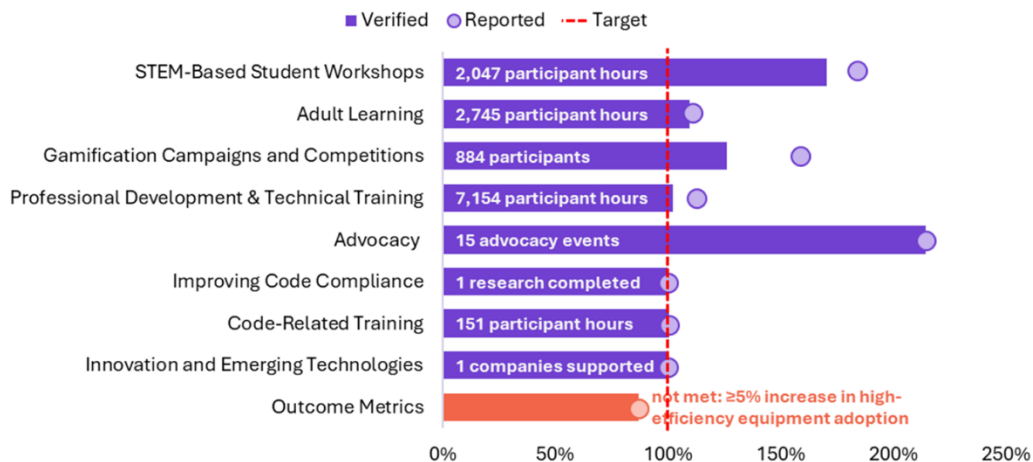 Verified Reported Target
STEM-Based Student Workshops 2,047 participant hours
Adult Learning 2,745 participant hours
Gamification Campaigns and Competitions 884 participants
Professional Development & Technical Training 7,154 participant hours
Advocacy 15 advocacy events
Improving Code Compliance 1 research completed
Code-Related Training 151 participant hours
Innovation and Emerging Technologies 1 companies supported
Outcome Metrics not met: ≥5% increase in high-
efficiency equipment adoption
0% 50% 100% 150% 200% 250%